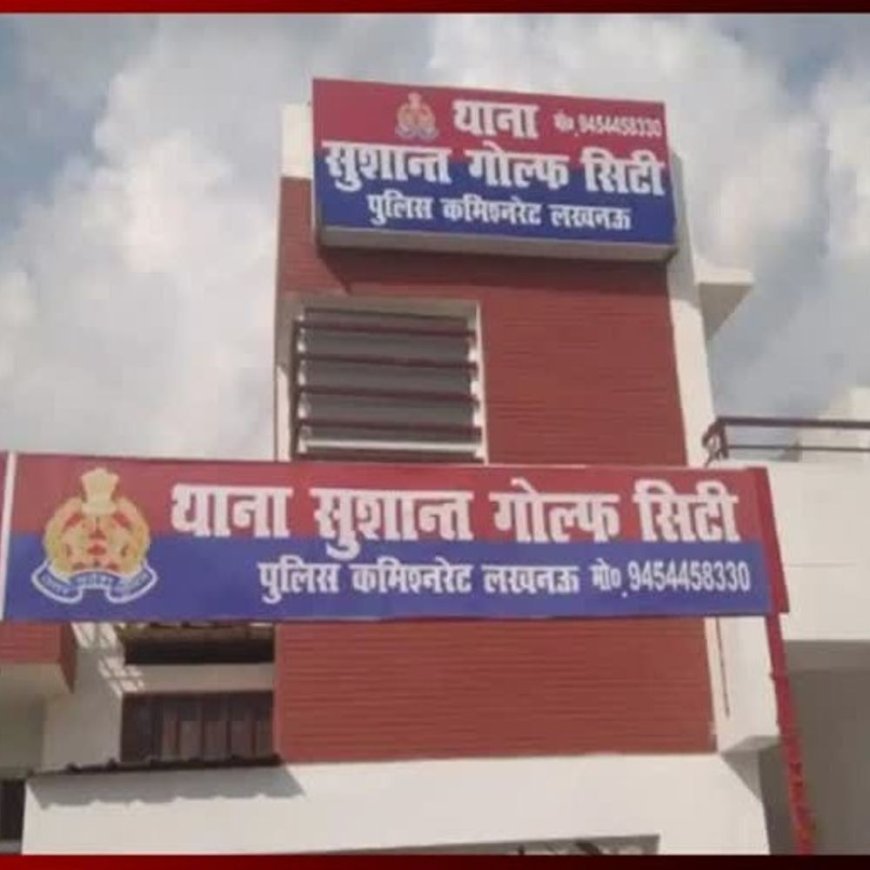 थाना मो०.9454458330
सुशान्त गोल्फ सिटी
पुलिस कमिश्नरेट लखनऊ
थाना सुशान्त गोल्फ सिटी
पुलिस कमिश्नरेट लखनऊ मो०.9454458330